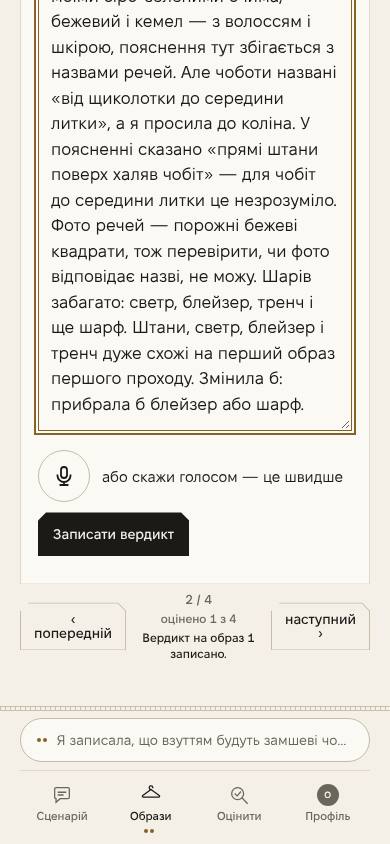 бежевий і кемел — з волоссям і
шкірою, пояснення тут збігається з
назвами речей. Але чоботи названі
«від щиколотки до середини
литки», а я просила до коліна. У
поясненні сказано «прямі штани
поверх халяв чобіт» — для чобіт
до середини литки це незрозуміло.
Фото речей — порожні бежеві
квадрати, тож перевірити, чи фото
відповідає назві, не можу. Шарів
забагато: светр, блейзер, тренч і
ще шарф. Штани, светр, блейзер і
тренч дуже схожі на перший образ
першого проходу. Змінила б:
прибрала б блейзер або шарф.
або скажи голосом — це швидше
Записати вердикт
‹
попередній
2 / 4
оцінено 1 з 4
Вердикт на образ 1
записано.
наступний
›
Я записала, що взуттям будуть замшеві чо...
Сценарій
Образи
Оцінити
О
Профіль